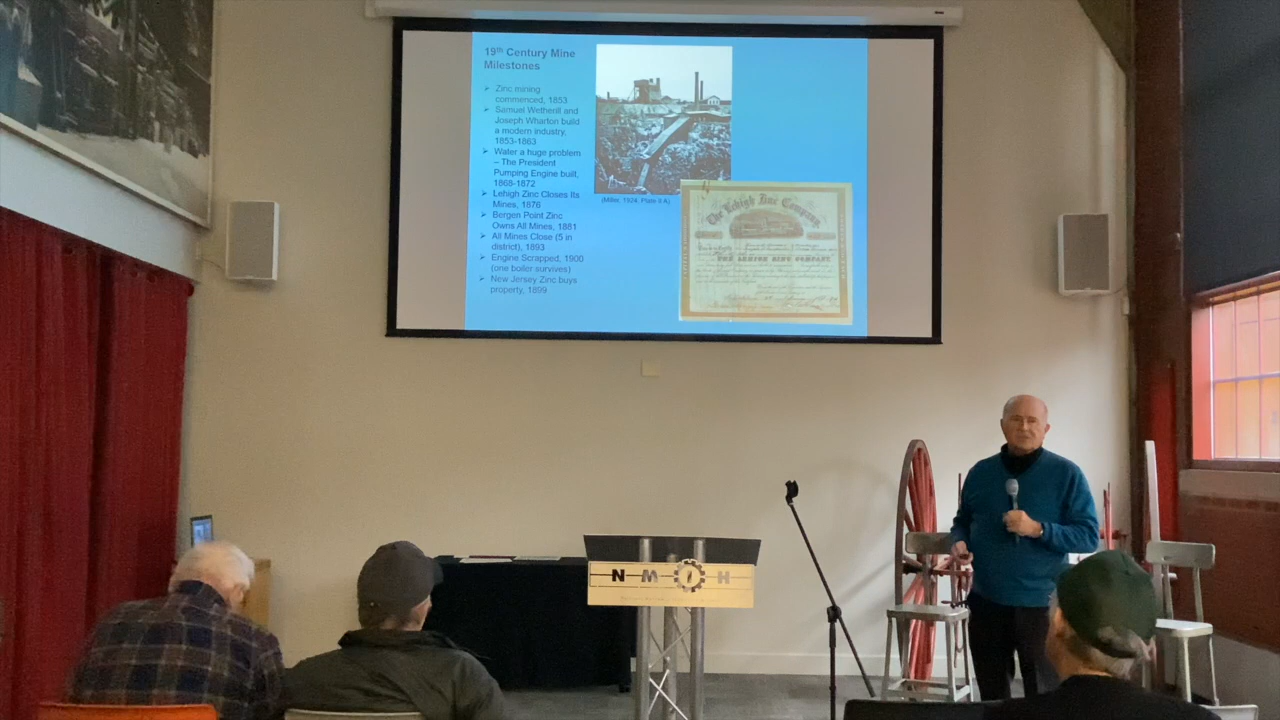 19th Century Mine
Milestones
➢ Zinc mining
commenced, 1853
➢ Samuel Wetherill and
Joseph Wharton build
a modern industry,
1853-1863
➢ Water a huge problem
– The President
Pumping Engine built,
1868-1872
➢ Lehigh Zinc Closes Its
Mines, 1876
➢ Bergen Point Zinc
Owns All Mines, 1881
➢ All Mines Close (5 in
district), 1893
➢ Engine Scrapped, 1900
(one boiler survives)
➢ New Jersey Zinc buys
property, 1899
(Miller, 1924, Plate II A)
The Lehigh Zinc Company
THE LEHIGH ZINC COMPANY
NMIH